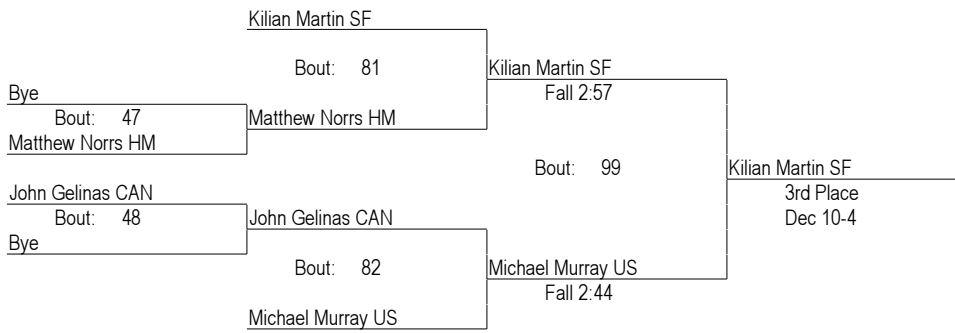 Kilian Martin SF
Bout: 81
Kilian Martin SF
Bye
Fall 2:57
Bout: 47
Matthew Norrs HM
Matthew Norrs HM
Bout: 99
Kilian Martin SF
John Gelinas CAN
3rd Place
Bout: 48
John Gelinas CAN
Dec 10-4
Bye
Bout: 82
Michael Murray US
Fall 2:44
Michael Murray US